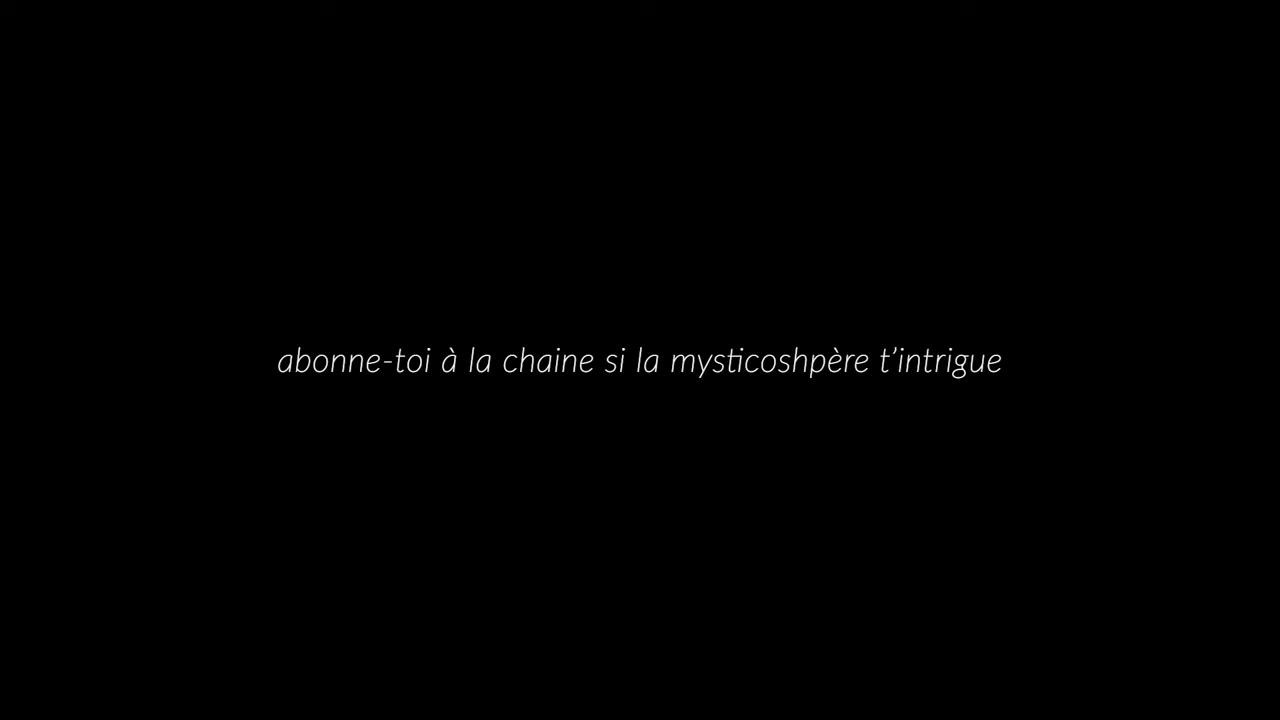 abonne-toi à la chaine si la mysticoshpère t’intrigue